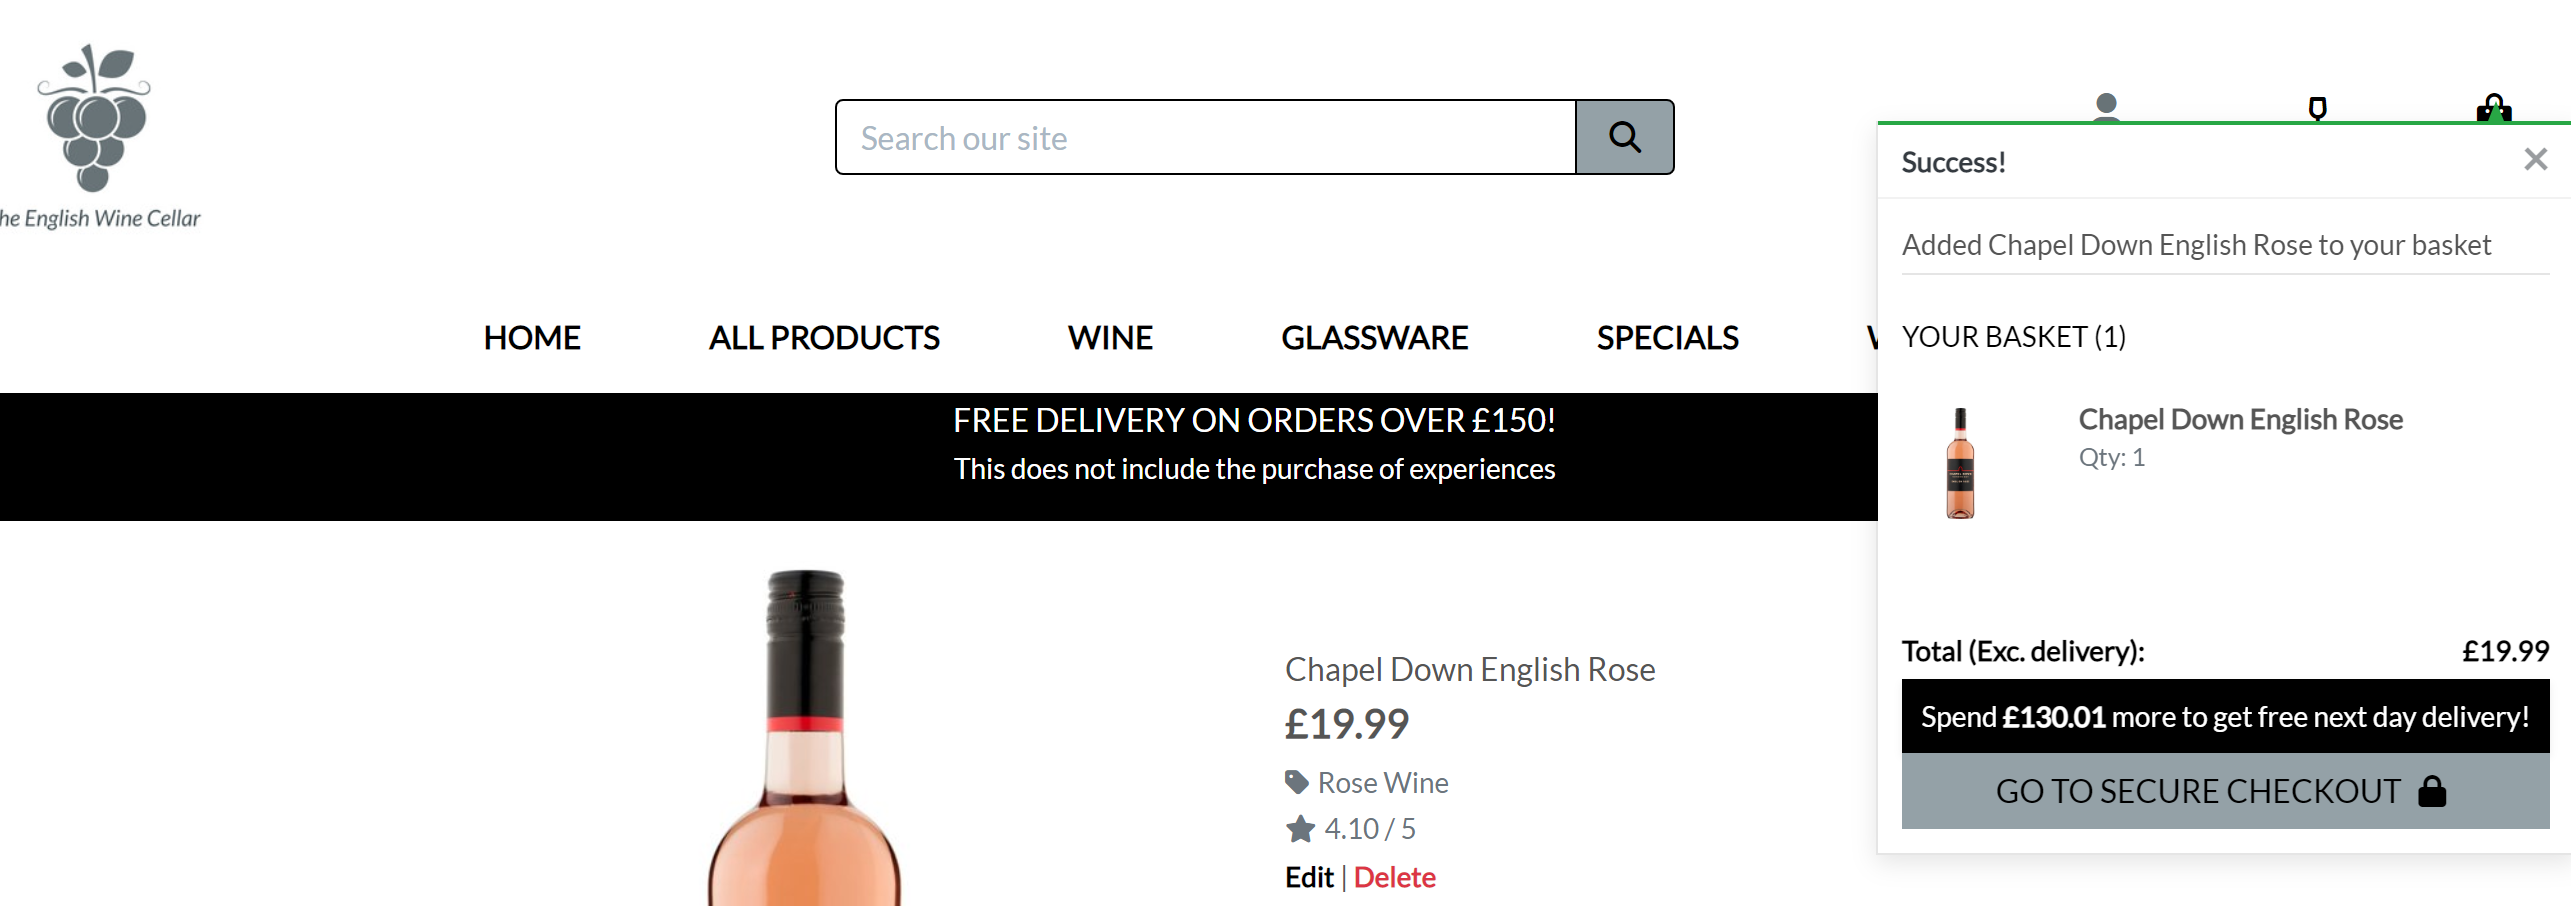 he English Wine Cellar
Search our site
HOME
ALL PRODUCTS
WINE
GLASSWARE
SPECIALS
FREE DELIVERY ON ORDERS OVER £150!
This does not include the purchase of experiences
Chapel Down English Rose
£19.99
Rose Wine
4.10 / 5
Edit | Delete
Success!
×
Added Chapel Down English Rose to your basket
YOUR BASKET (1)
Chapel Down English Rose
Qty: 1
Total (Exc. delivery): £19.99
Spend £130.01 more to get free next day delivery!
GO TO SECURE CHECKOUT